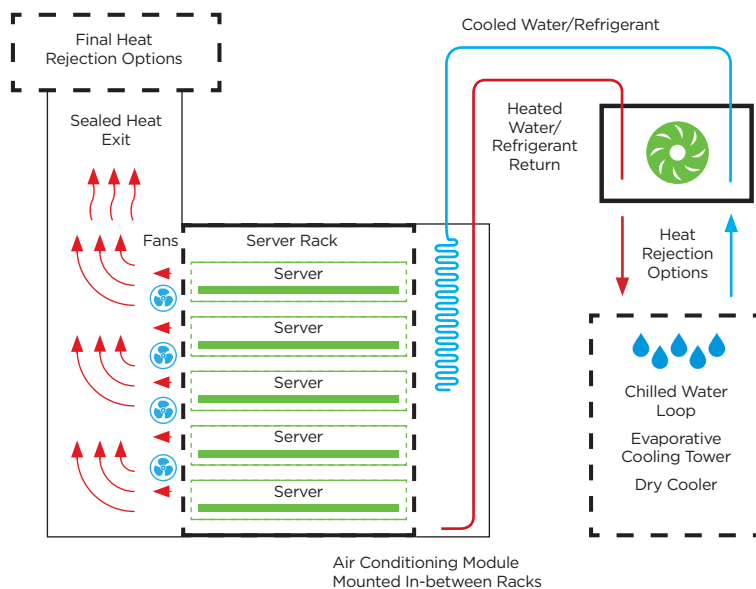 Final Heat
Rejection Options
Sealed Heat
Exit
Fans
Server Rack
Server
Server
Server
Server
Server
Cooled Water/Refrigerant
Heated
Water/
Refrigerant
Return
Heat
Rejection
Options
Chilled Water
Loop
Evaporative
Cooling Tower
Dry Cooler
Air Conditioning Module
Mounted In-between Racks